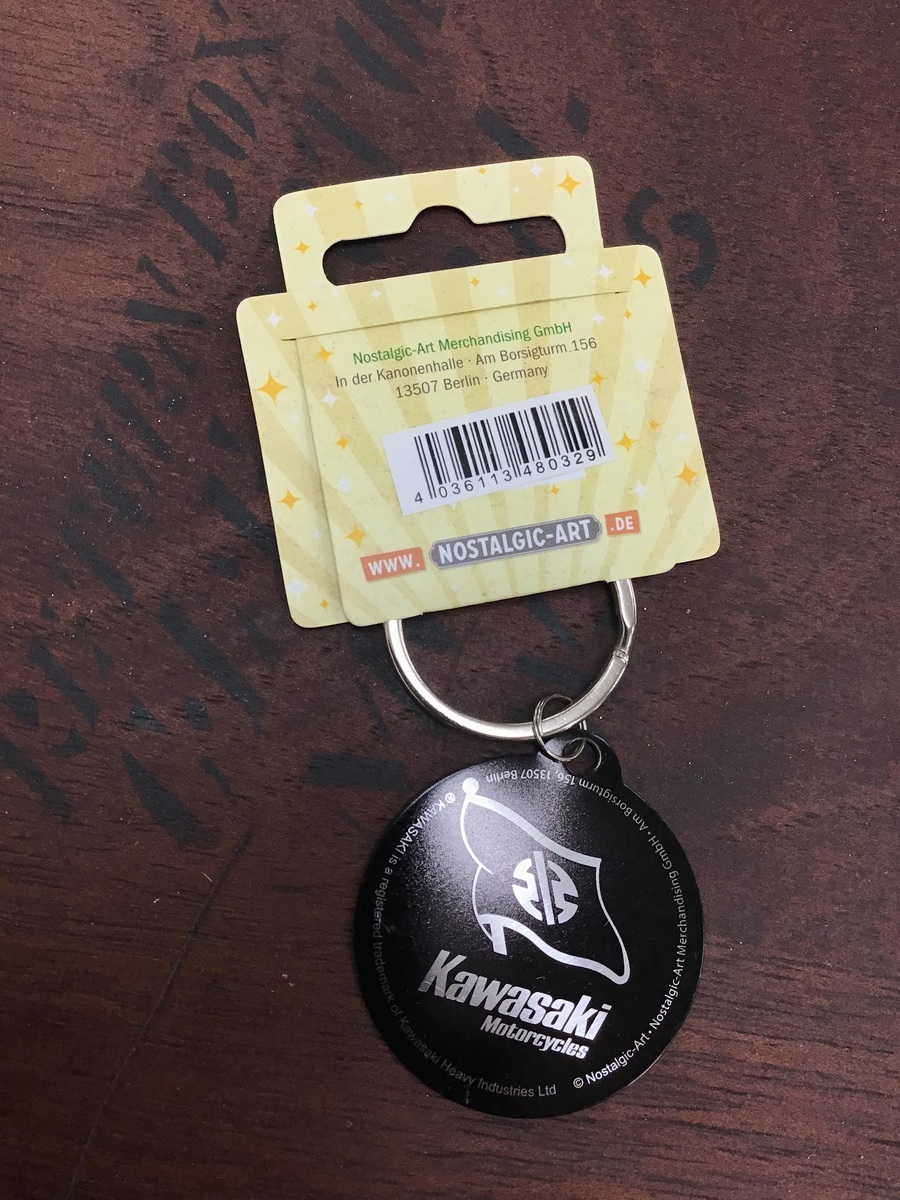 Nostalgic-Art Merchandising GmbH
In der Kanonenhalle · Am Borsigturm 156
13507 Berlin · Germany
4 036113 480329
WWW. NOSTALGIC-ART .DE
® KAWASAKI is a registered trademark of Kawasaki Heavy Industries Ltd
© Nostalgic-Art • Nostalgic-Art Merchandising GmbH • Am Borsigturm 156, 13507 Berlin
Kawasaki
Motorcycles